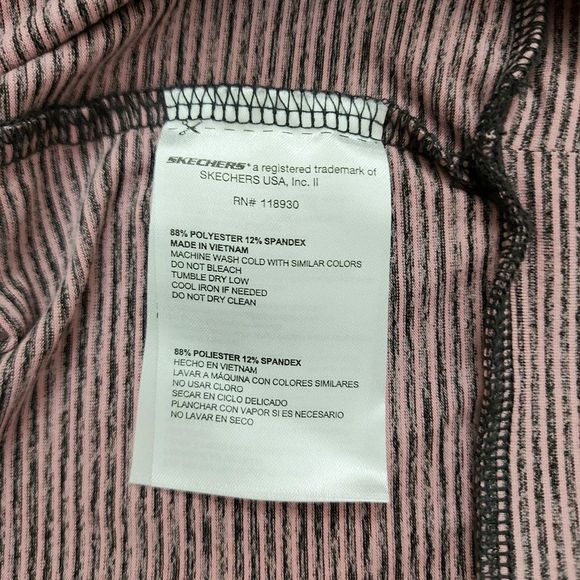 SKECHERS® a registered trademark of
SKECHERS USA, Inc. II
RN# 118930
88% POLYESTER 12% SPANDEX
MADE IN VIETNAM
MACHINE WASH COLD WITH SIMILAR COLORS
DO NOT BLEACH
TUMBLE DRY LOW
COOL IRON IF NEEDED
DO NOT DRY CLEAN
88% POLIESTER 12% SPANDEX
HECHO EN VIETNAM
LAVAR A MÁQUINA CON COLORES SIMILARES
NO USAR CLORO
SECAR EN CICLO DELICADO
PLANCHAR CON VAPOR SI ES NECESARIO
NO LAVAR EN SECO